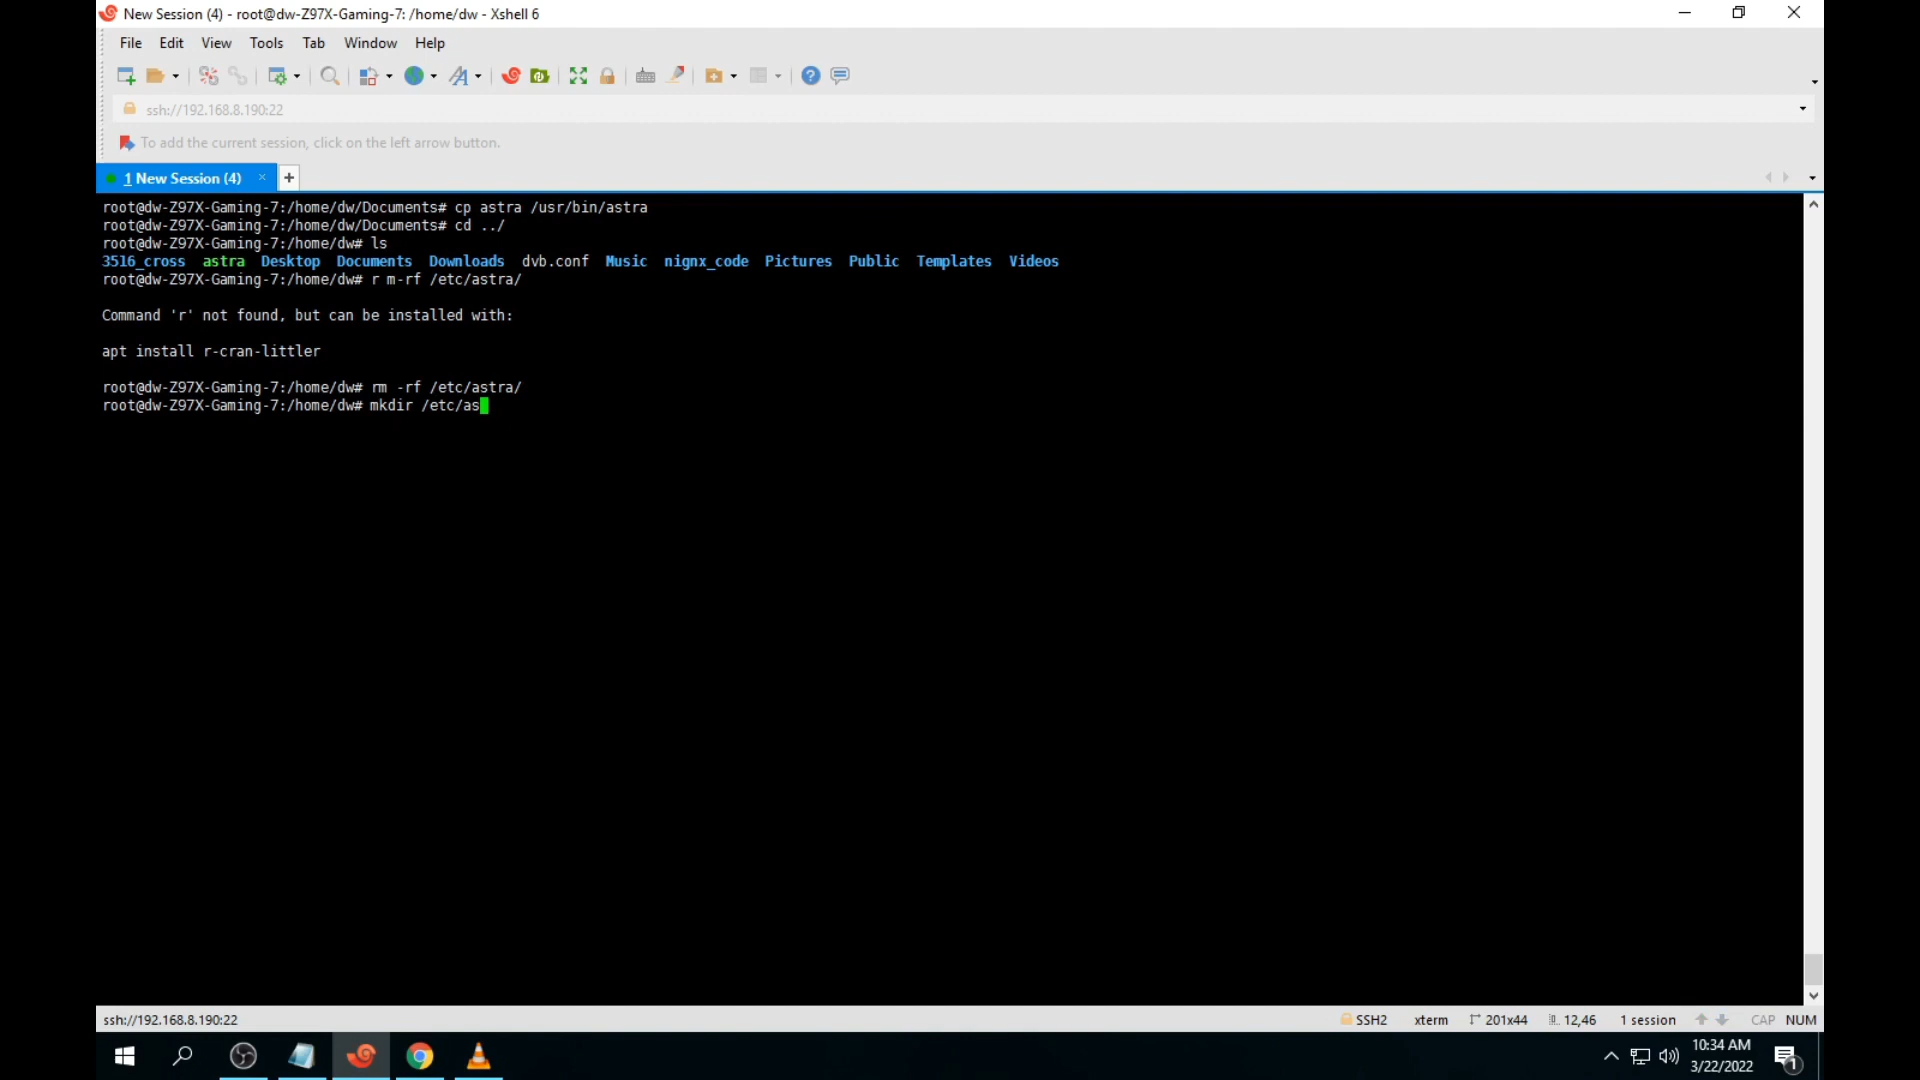 New Session (4) - root@dw-Z97X-Gaming-7: /home/dw - Xshell 6
File Edit View Tools Tab Window Help
ssh://192.168.8.190:22
To add the current session, click on the left arrow button.
1 New Session (4) × +
root@dw-Z97X-Gaming-7:/home/dw/Documents# cp astra /usr/bin/astra
root@dw-Z97X-Gaming-7:/home/dw/Documents# cd ../
root@dw-Z97X-Gaming-7:/home/dw# ls
3516_cross astra Desktop Documents Downloads dvb.conf Music nignx_code Pictures Public Templates Videos
root@dw-Z97X-Gaming-7:/home/dw# r m-rf /etc/astra/
Command 'r' not found, but can be installed with:
apt install r-cran-littler
root@dw-Z97X-Gaming-7:/home/dw# rm -rf /etc/astra/
root@dw-Z97X-Gaming-7:/home/dw# mkdir /etc/as
ssh://192.168.8.190:22 SSH2 xterm 201x44 12,46 1 session CAP NUM
10:34 AM
3/22/2022
1